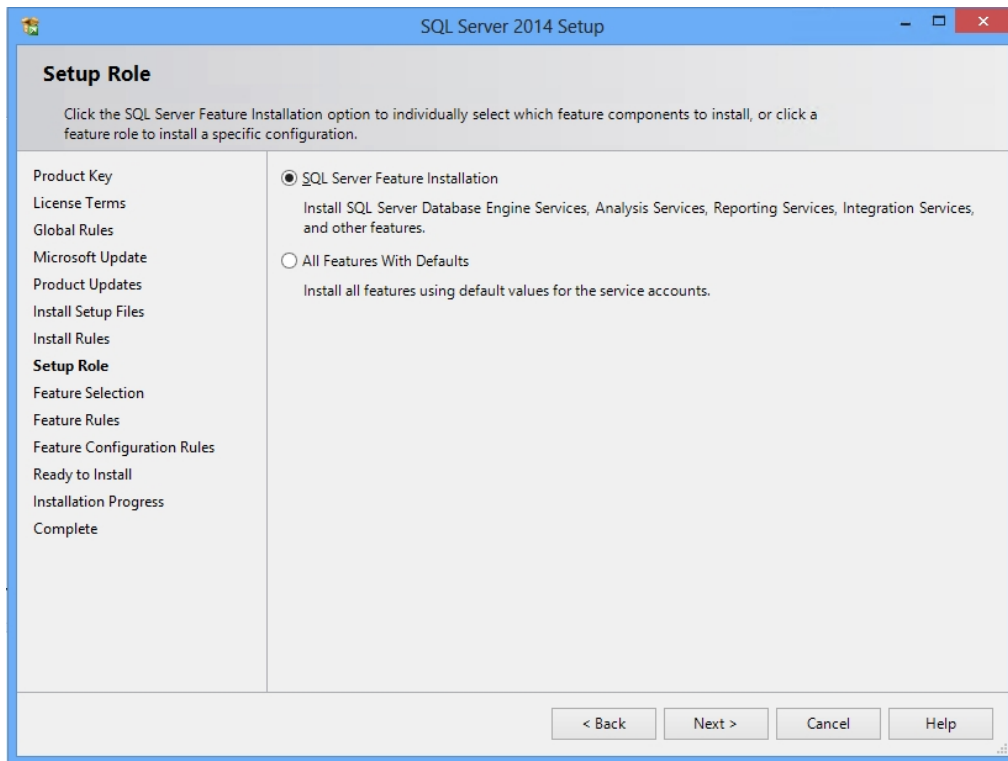 SQL Server 2014 Setup
Setup Role
Click the SQL Server Feature Installation option to individually select which feature components to install, or click a
feature role to install a specific configuration.
Product Key
License Terms
Global Rules
Microsoft Update
Product Updates
Install Setup Files
Install Rules
Setup Role
Feature Selection
Feature Rules
Feature Configuration Rules
Ready to Install
Installation Progress
Complete
SQL Server Feature Installation
Install SQL Server Database Engine Services, Analysis Services, Reporting Services, Integration Services,
and other features.
All Features With Defaults
Install all features using default values for the service accounts.
< Back
Next >
Cancel
Help